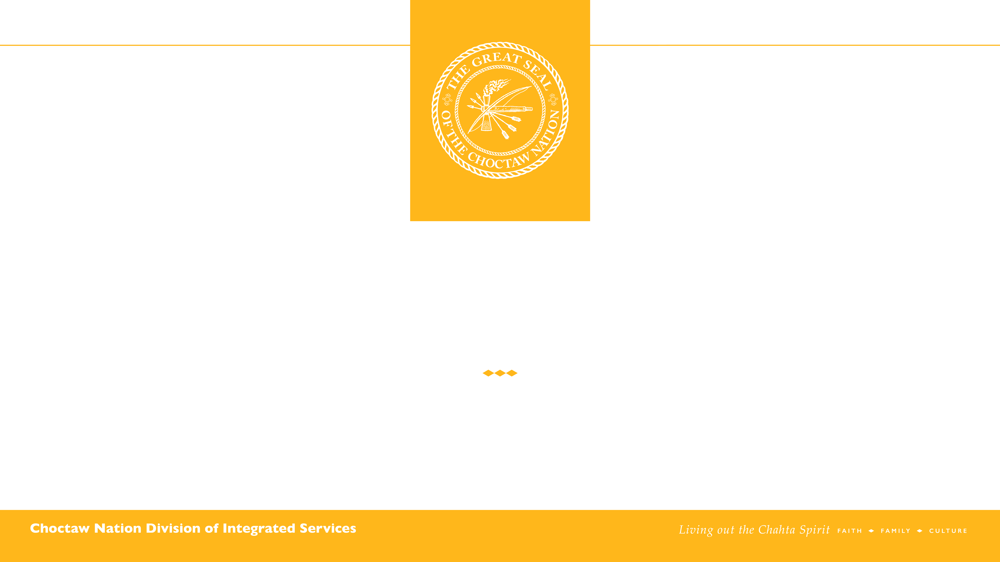 THE GREAT SEAL
OF THE CHOCTAW NATION
Choctaw Nation Division of Integrated Services
Living out the Chahta Spirit FAITH ◆ FAMILY ◆ CULTURE